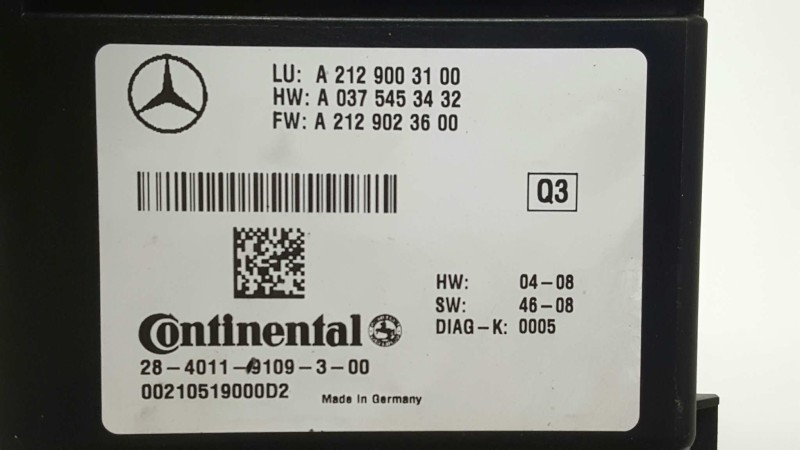 LU: A 212 900 31 00
HW: A 037 545 34 32
FW: A 212 902 36 00
Q3
HW: 04-08
SW: 46-08
DIAG-K: 0005
Continental
28-4011-9109-3-00
00210519000D2
Made in Germany